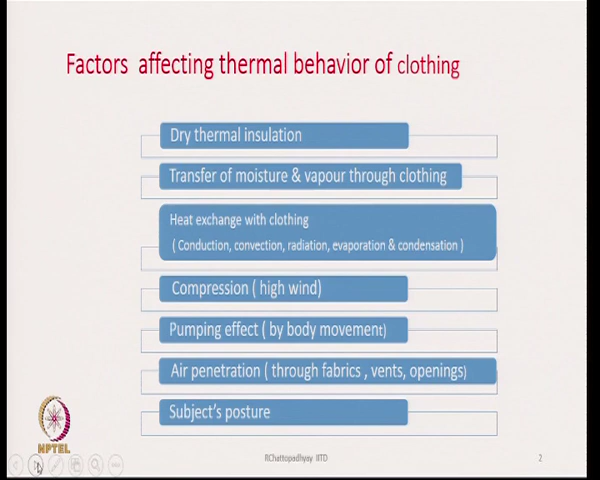 Factors affecting thermal behavior of clothing
Dry thermal insulation
Transfer of moisture & vapour through clothing
Heat exchange with clothing
( Conduction, convection, radiation, evaporation & condensation )
Compression ( high wind)
Pumping effect ( by body movement)
Air penetration ( through fabrics , vents, openings)
Subject's posture
NPTEL
RChattopadhyay IITD
2